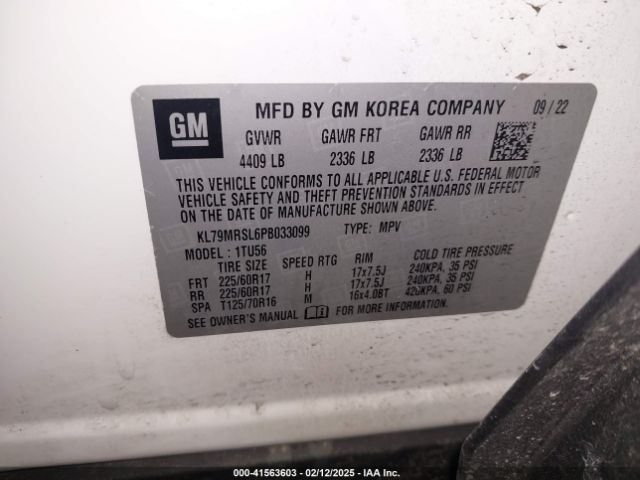 GM
MFD BY GM KOREA COMPANY 09/22
GVWR GAWR FRT GAWR RR
4409 LB 2336 LB 2336 LB
THIS VEHICLE CONFORMS TO ALL APPLICABLE U.S. FEDERAL MOTOR
VEHICLE SAFETY AND THEFT PREVENTION STANDARDS IN EFFECT
ON THE DATE OF MANUFACTURE SHOWN ABOVE.
KL79MRSL6PB033099 TYPE: MPV
MODEL: 1TU56
TIRE SIZE SPEED RTG RIM COLD TIRE PRESSURE
FRT 225/60R17 H 17x7.5J 240KPA, 35 PSI
RR 225/60R17 H 17x7.5J 240KPA, 35 PSI
SPA T125/70R16 M 16x4.0BT 420KPA, 60 PSI
SEE OWNER'S MANUAL FOR MORE INFORMATION
000-41563603 - 02/12/2025 - IAA Inc.